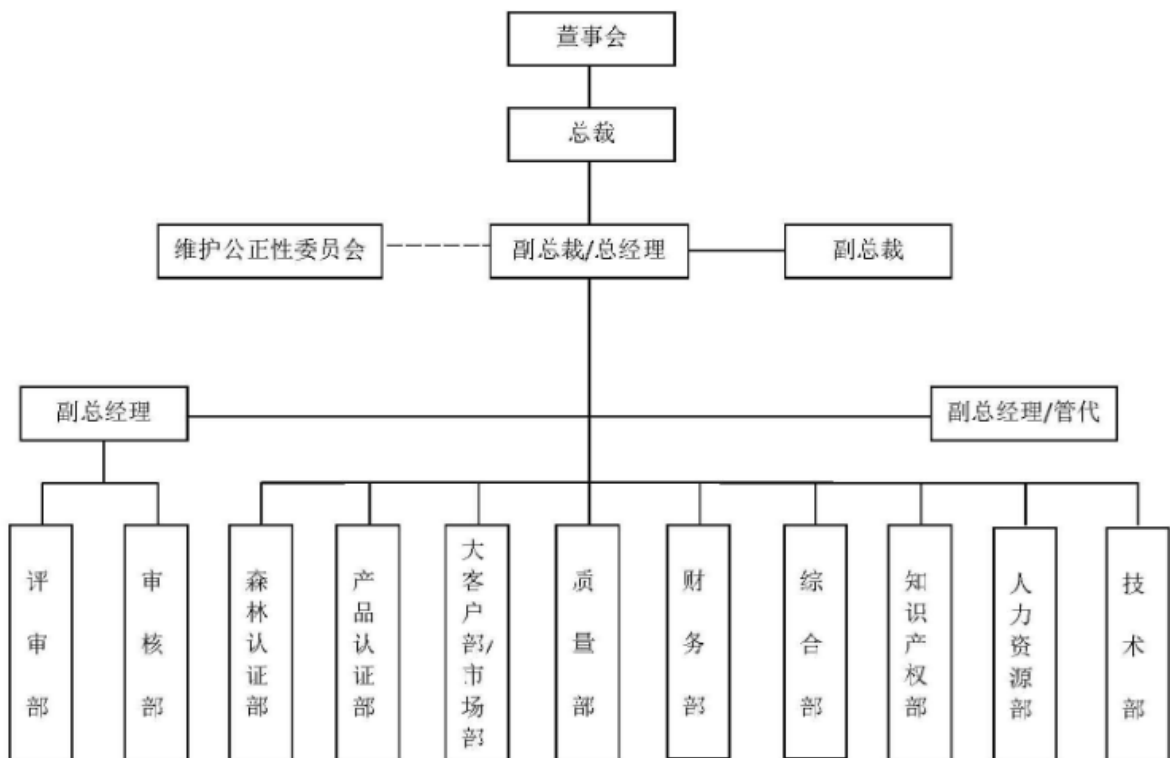 董事会
总裁
维护公正性委员会
副总裁/总经理
副总裁
副总经理
副总经理/管代
评审部
审核部
森林认证部
产品认证部
大客户部/市场部
质量部
财务部
综合部
知识产权部
人力资源部
技术部